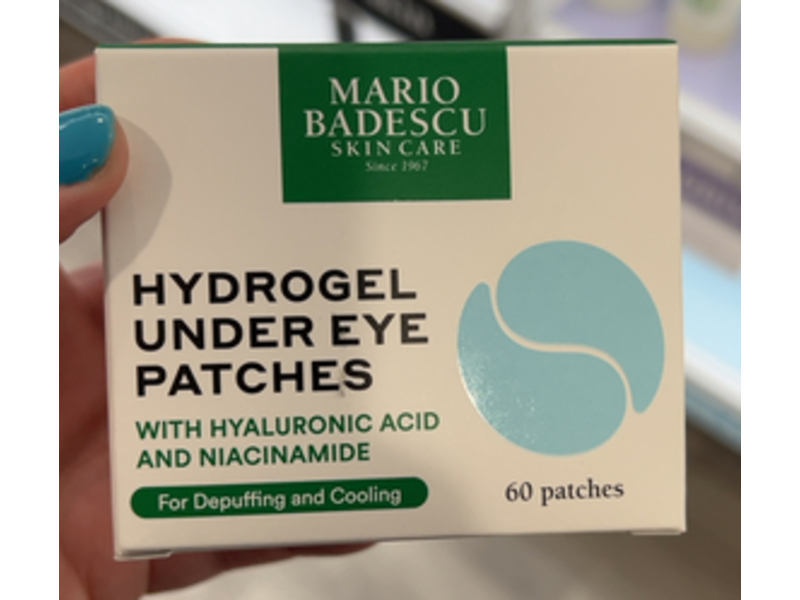 MARIO
BADESCU
SKIN CARE
Since 1967
HYDROGEL
UNDER EYE
PATCHES
WITH HYALURONIC ACID
AND NIACINAMIDE
For Depuffing and Cooling
60 patches